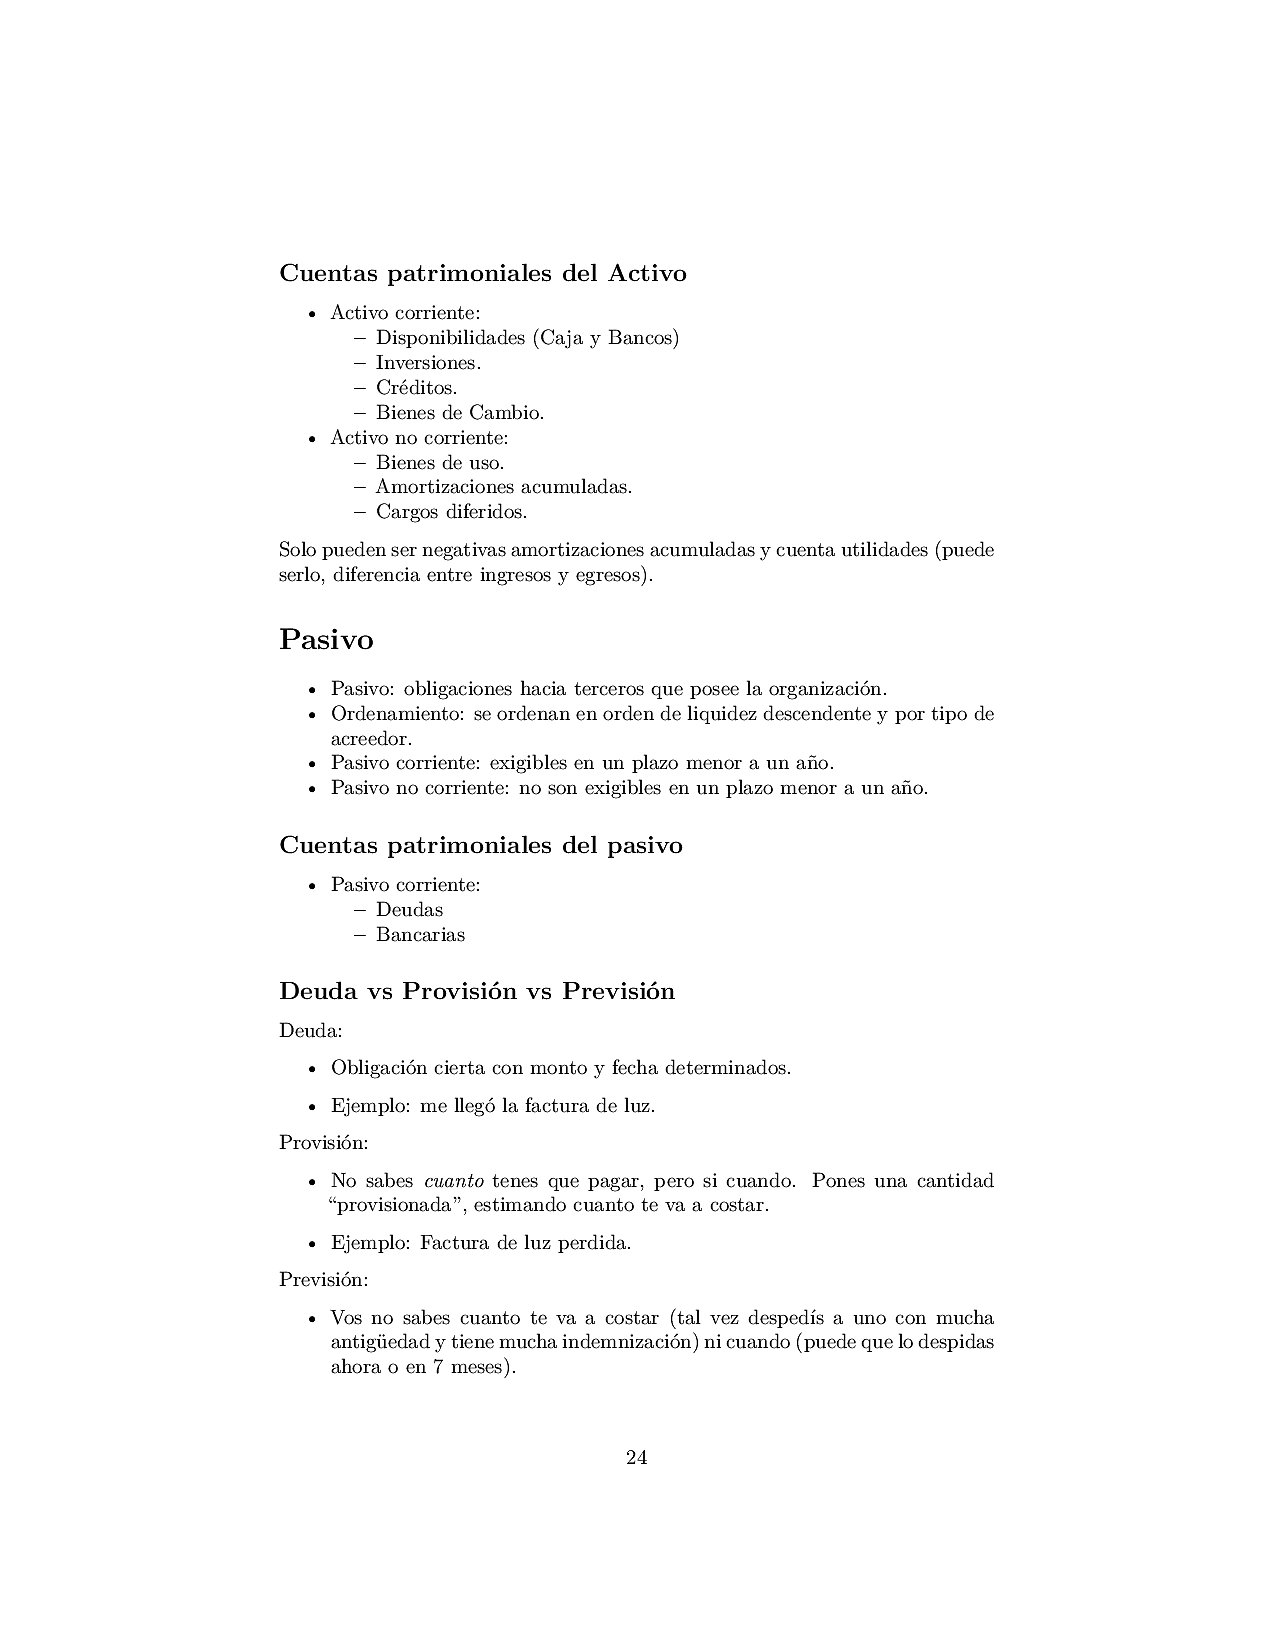 Cuentas patrimoniales del Activo
• Activo corriente:
– Disponibilidades (Caja y Bancos)
– Inversiones.
– Créditos.
– Bienes de Cambio.
• Activo no corriente:
– Bienes de uso.
– Amortizaciones acumuladas.
– Cargos diferidos.
Solo pueden ser negativas amortizaciones acumuladas y cuenta utilidades (puede
serlo, diferencia entre ingresos y egresos).
Pasivo
• Pasivo: obligaciones hacia terceros que posee la organización.
• Ordenamiento: se ordenan en orden de liquidez descendente y por tipo de
acreedor.
• Pasivo corriente: exigibles en un plazo menor a un año.
• Pasivo no corriente: no son exigibles en un plazo menor a un año.
Cuentas patrimoniales del pasivo
• Pasivo corriente:
– Deudas
– Bancarias
Deuda vs Provisión vs Previsión
Deuda:
• Obligación cierta con monto y fecha determinados.
• Ejemplo: me llegó la factura de luz.
Provisión:
• No sabes cuanto tenes que pagar, pero si cuando. Pones una cantidad
“provisionada”, estimando cuanto te va a costar.
• Ejemplo: Factura de luz perdida.
Previsión:
• Vos no sabes cuanto te va a costar (tal vez despedís a uno con mucha
antigüedad y tiene mucha indemnización) ni cuando (puede que lo despidas
ahora o en 7 meses).
24